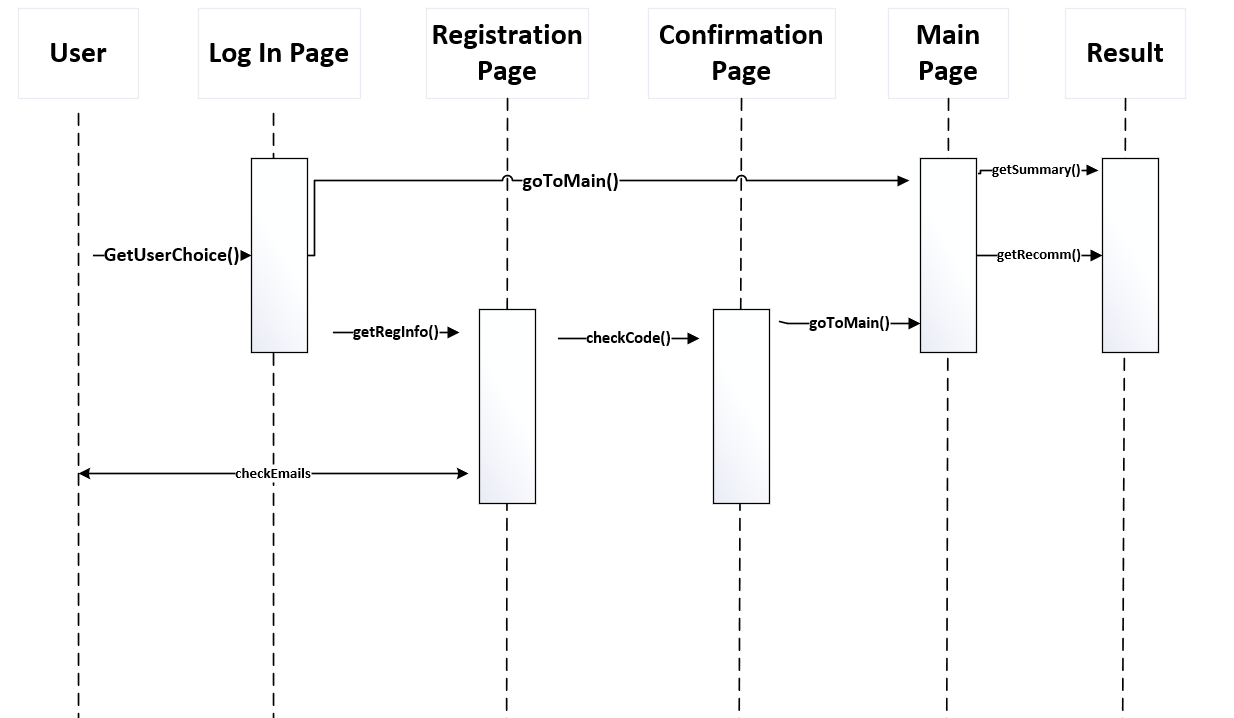 User
Log In Page
Registration
Page
Confirmation
Page
Main
Page
Result
getSummary()
goToMain()
GetUserChoice()
getRecomm()
goToMain()
getRegInfo()
checkCode()
checkEmails